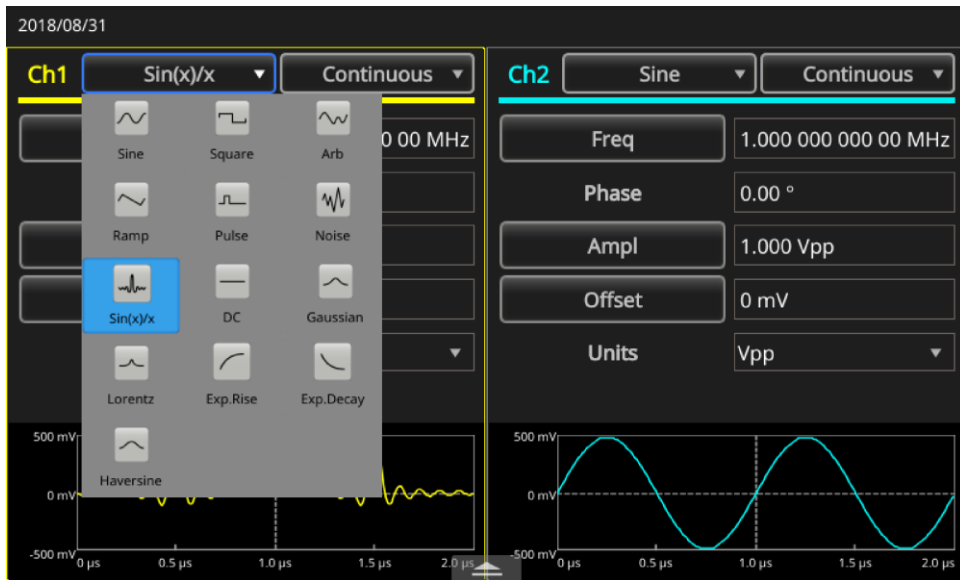 2018/08/31
Ch1 Sin(x)/x Continuous
Ch2 Sine Continuous
Sine Square Arb
Ramp Pulse Noise
Sin(x)/x DC Gaussian
Lorentz Exp.Rise Exp.Decay
Haversine
0 00 MHz
Freq 1.000 000 000 00 MHz
Phase 0.00 °
Ampl 1.000 Vpp
Offset 0 mV
Units Vpp
500 mV
0 mV
-500 mV
0 µs 0.5 µs 1.0 µs 1.5 µs 2.0 µs
500 mV
0 mV
-500 mV
0 µs 0.5 µs 1.0 µs 1.5 µs 2.0 µs